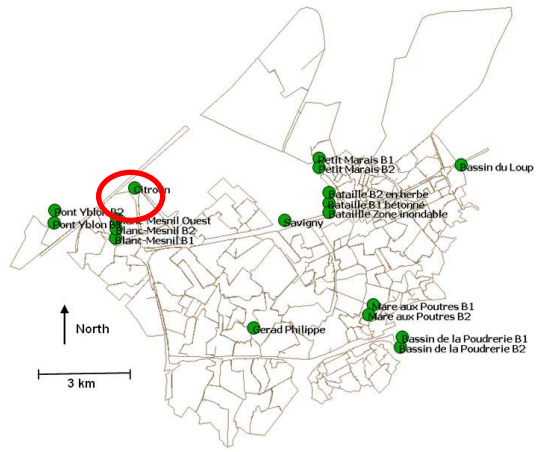 Petit Marais B1
Petit Marais B2
Bassin du Loup
Citroën
Bataille B2 en herbe
Bataille B1 bétonné
Bataille Zone inondable
Pont Yblon B2
Pont Yblon B1
Blanc-Mesnil Ouest
Blanc-Mesnil B2
Blanc-Mesnil B1
Savigny
Mare aux Poutres B1
Mare aux Poutres B2
North
Gerad Philippe
Bassin de la Poudrerie B1
Bassin de la Poudrerie B2
3 km